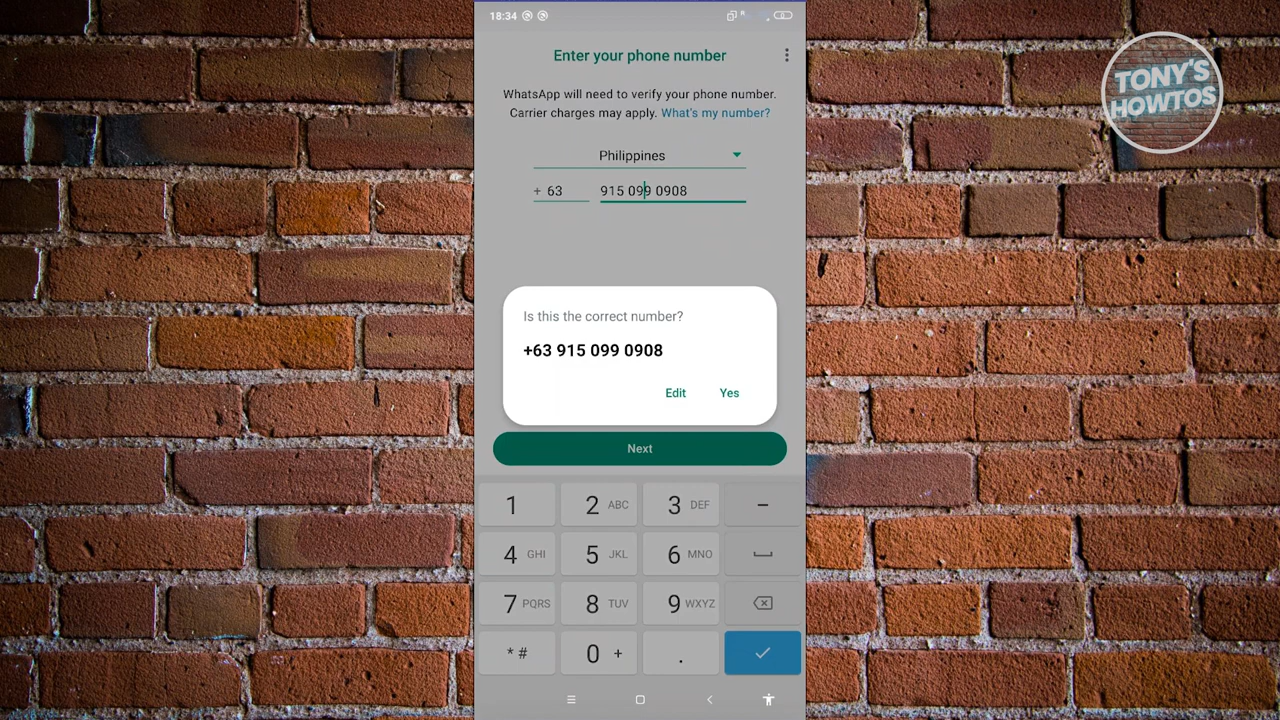 18:34
TONY'S
HOWTOS
Enter your phone number
WhatsApp will need to verify your phone number.
Carrier charges may apply. What's my number?
Philippines
+ 63 915 099 0908
Is this the correct number?
+63 915 099 0908
Edit Yes
Next
1 2 ABC 3 DEF –
4 GHI 5 JKL 6 MNO
7 PQRS 8 TUV 9 WXYZ
* # 0 + .